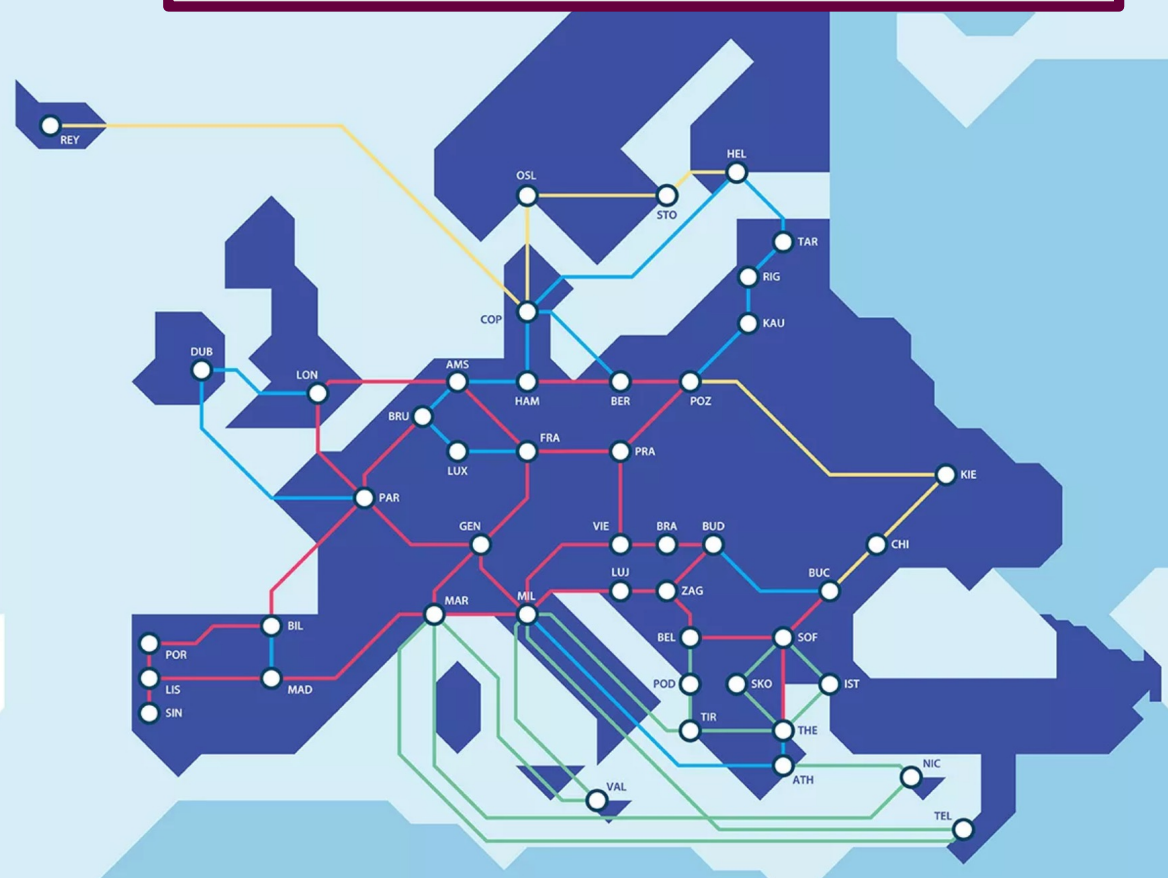 REY
HEL
OSL
STO
TAR
RIG
COP
KAU
DUB
AMS
LON
HAM
BER
POZ
BRU
FRA
PRA
LUX
KIE
PAR
GEN
VIE
BRA
BUD
CHI
LUJ
BUC
ZAG
MAR
MIL
BIL
BEL
SOF
POR
POD
SKO
IST
LIS
MAD
SIN
TIR
THE
NIC
ATH
VAL
TEL